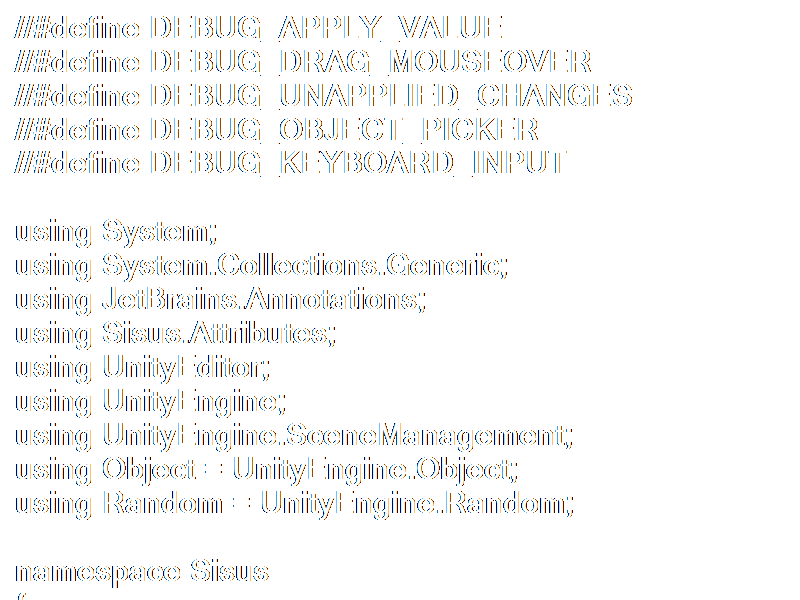 //#define DEBUG_APPLY_VALUE
//#define DEBUG_DRAG_MOUSEOVER
//#define DEBUG_UNAPPLIED_CHANGES
//#define DEBUG_OBJECT_PICKER
//#define DEBUG_KEYBOARD_INPUT
using System;
using System.Collections.Generic;
using JetBrains.Annotations;
using Sisus.Attributes;
using UnityEditor;
using UnityEngine;
using UnityEngine.SceneManagement;
using Object = UnityEngine.Object;
using Random = UnityEngine.Random;
namespace Sisus
{